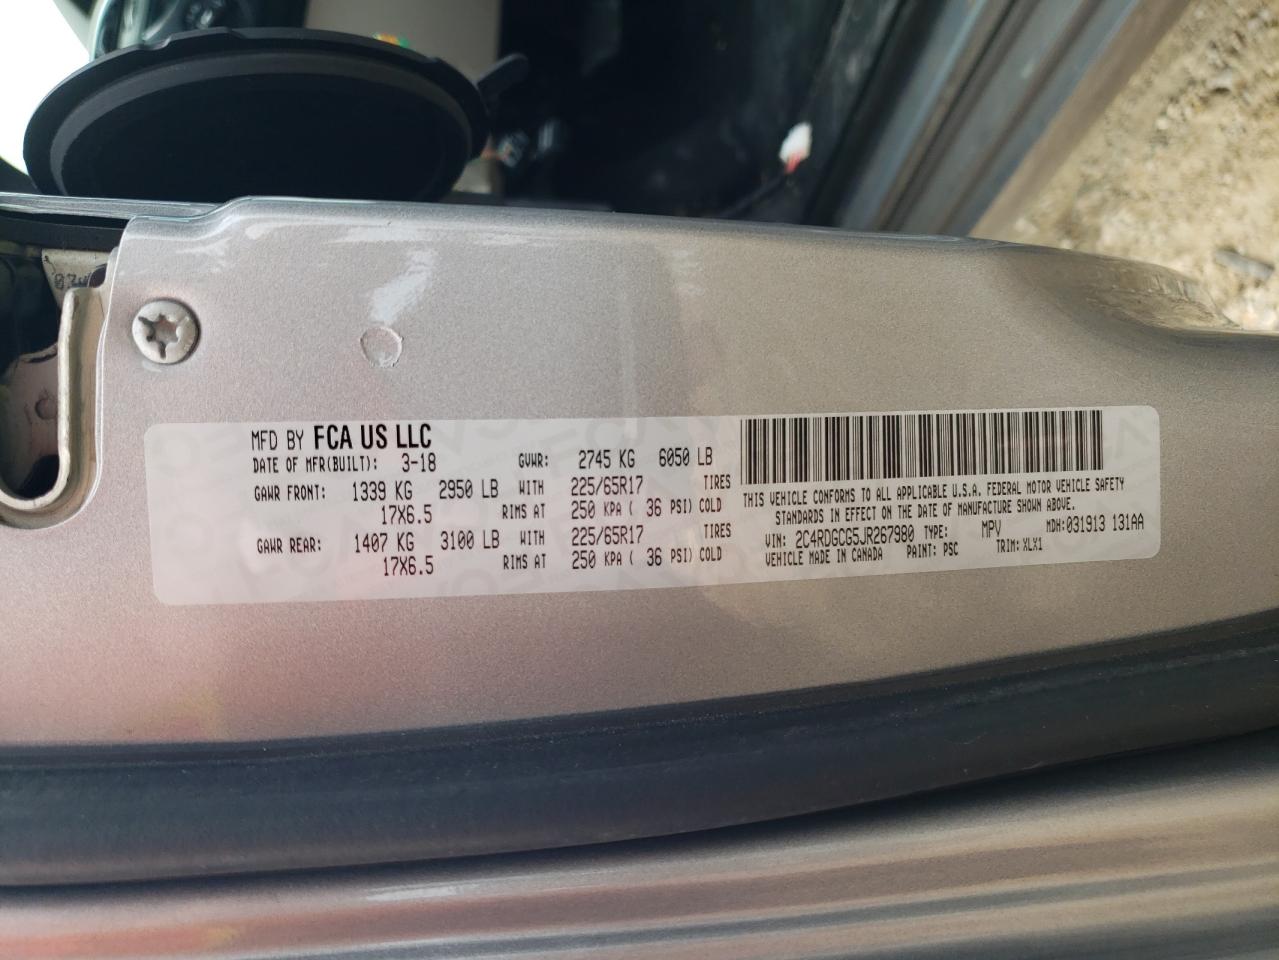 MFD BY FCA US LLC
DATE OF MFR(BUILT): 3-18 GVWR: 2745 KG 6050 LB
GAWR FRONT: 1339 KG 2950 LB WITH 225/65R17 TIRES
17X6.5 RIMS AT 250 KPA ( 36 PSI) COLD
GAWR REAR: 1407 KG 3100 LB WITH 225/65R17 TIRES
17X6.5 RIMS AT 250 KPA ( 36 PSI) COLD
THIS VEHICLE CONFORMS TO ALL APPLICABLE U.S.A. FEDERAL MOTOR VEHICLE SAFETY
STANDARDS IN EFFECT ON THE DATE OF MANUFACTURE SHOWN ABOVE.
VIN: 2C4RDGCG5JR267980 TYPE: MPV MDH:031913 131AA
VEHICLE MADE IN CANADA PAINT: PSC TRIM: XLX1